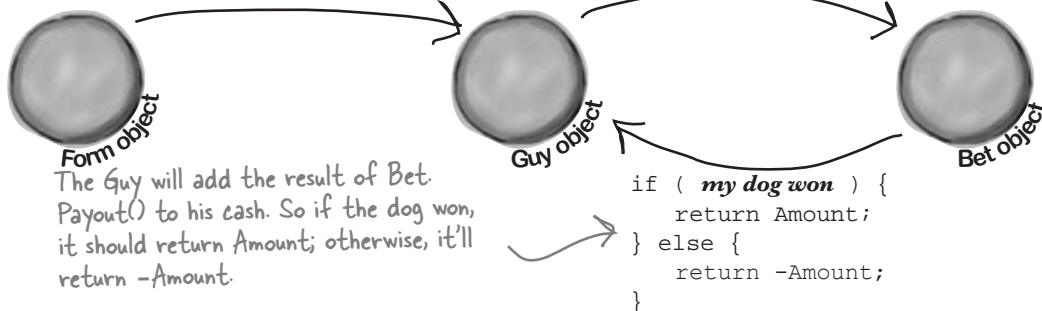 Form object
Guy object
Bet object
The Guy will add the result of Bet.
Payout() to his cash. So if the dog won,
it should return Amount; otherwise, it'll
return -Amount.
if ( my dog won ) {
return Amount;
} else {
return -Amount;
}